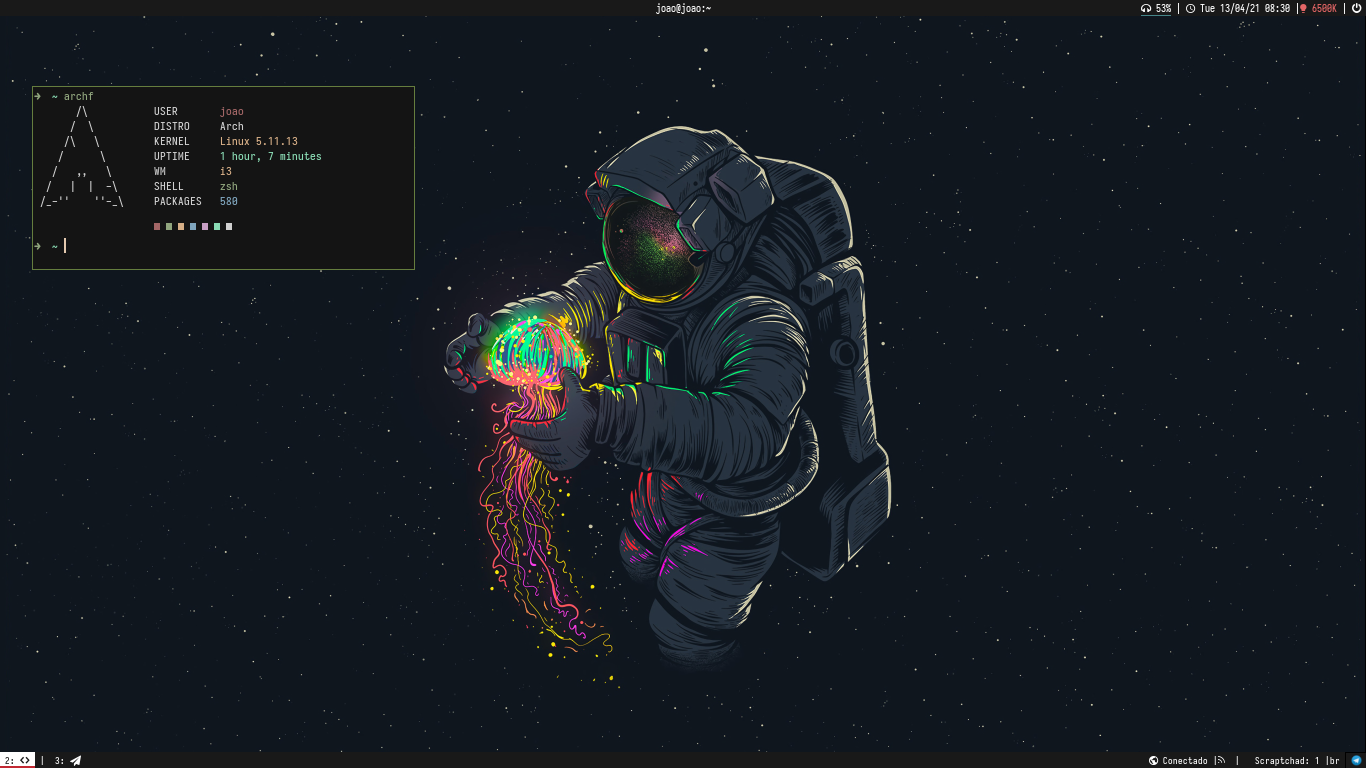 joao@joao:~
53% | Tue 13/04/21 08:30 | 6500K |
~ archf
USER joao
DISTRO Arch
KERNEL Linux 5.11.13
UPTIME 1 hour, 7 minutes
WM i3
SHELL zsh
PACKAGES 580
~
2: | 3:
Conectado | | Scraptchad: 1 |br